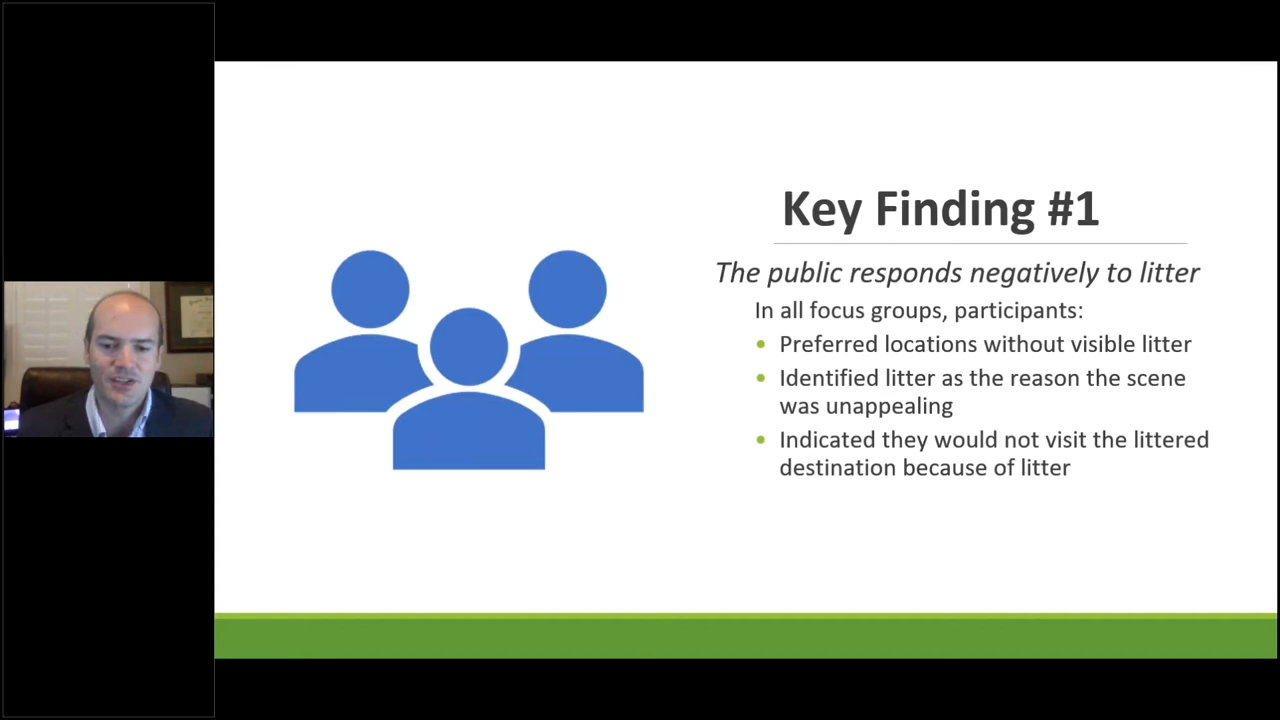 Key Finding #1
The public responds negatively to litter
In all focus groups, participants:
• Preferred locations without visible litter
• Identified litter as the reason the scene
was unappealing
• Indicated they would not visit the littered
destination because of litter